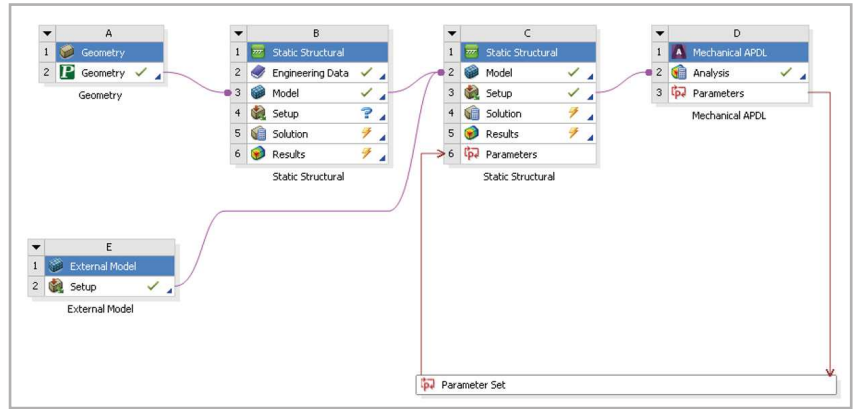 A
1 Geometry
2 Geometry
Geometry
B
1 Static Structural
2 Engineering Data
3 Model
4 Setup ?
5 Solution
6 Results
Static Structural
C
1 Static Structural
2 Model
3 Setup
4 Solution
5 Results
6 Parameters
Static Structural
D
1 Mechanical APDL
2 Analysis
3 Parameters
Mechanical APDL
E
1 External Model
2 Setup
External Model
Parameter Set